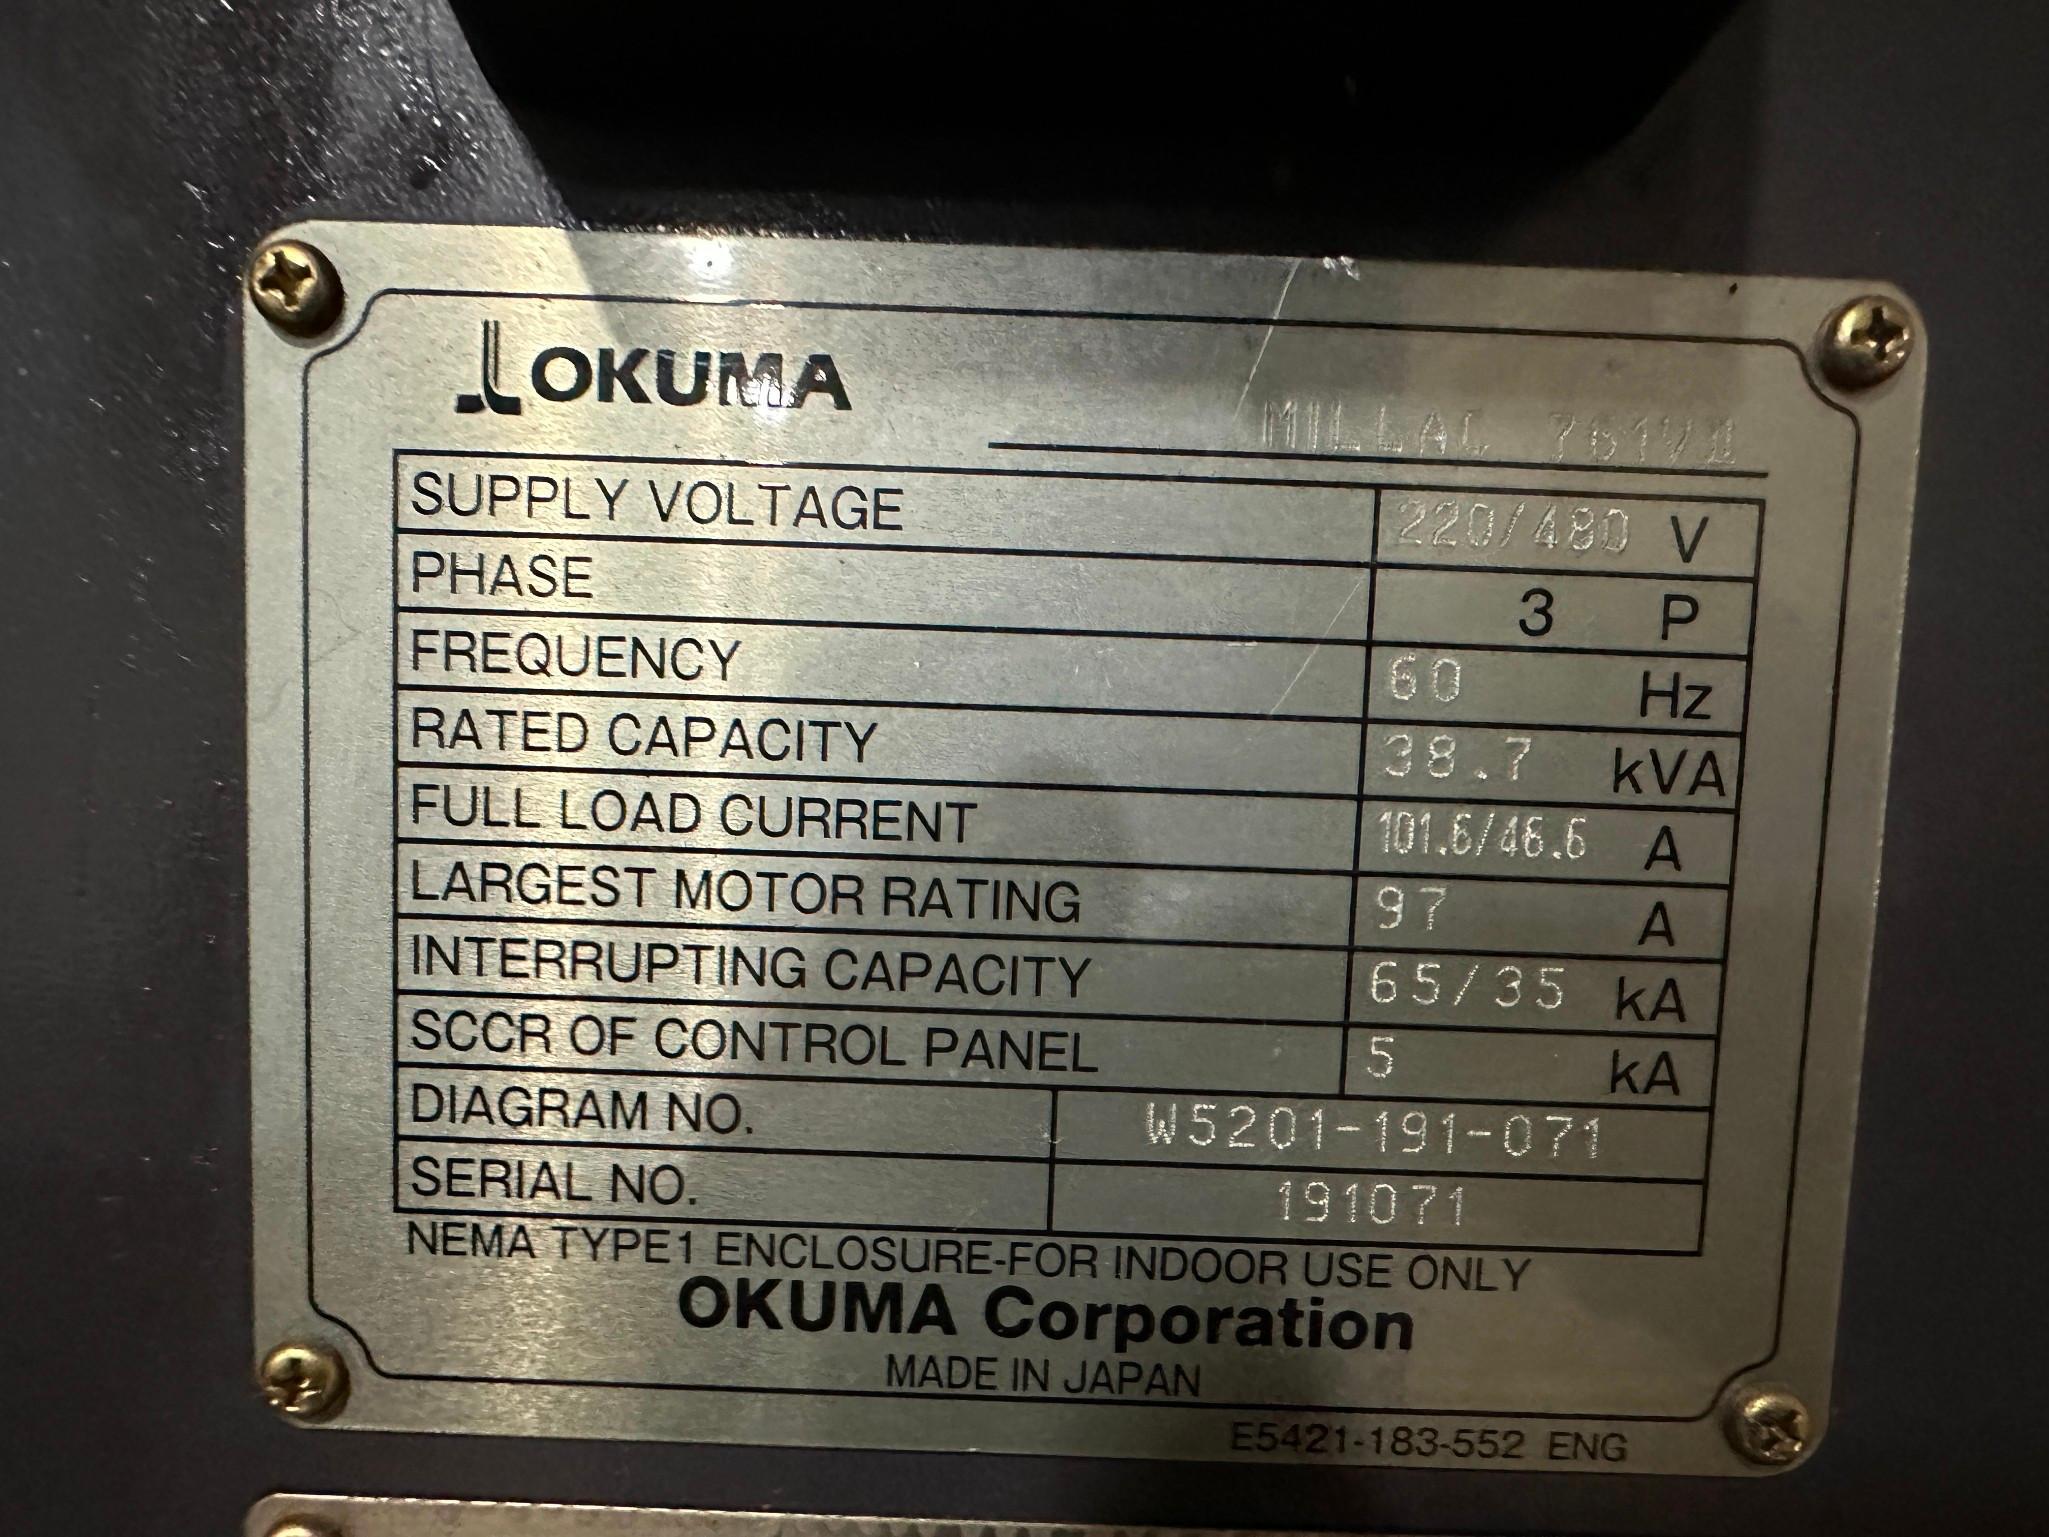 OKUMA
MILLAC 761VII
SUPPLY VOLTAGE 220/480 V
PHASE 3 P
FREQUENCY 60 Hz
RATED CAPACITY 38.7 kVA
FULL LOAD CURRENT 101.6/46.6 A
LARGEST MOTOR RATING 97 A
INTERRUPTING CAPACITY 65/35 kA
SCCR OF CONTROL PANEL 5 kA
DIAGRAM NO. W5201-191-071
SERIAL NO. 191071
NEMA TYPE1 ENCLOSURE-FOR INDOOR USE ONLY
OKUMA Corporation
MADE IN JAPAN
E5421-183-552 ENG